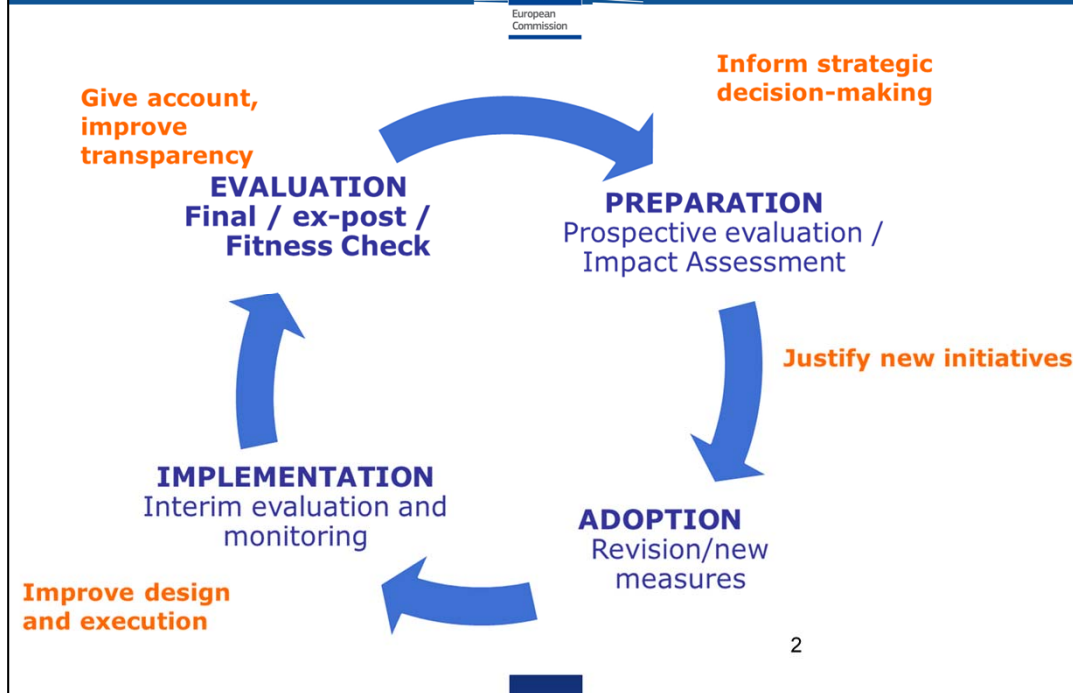 European
Commission
Inform strategic
decision-making
Give account,
improve
transparency
EVALUATION
Final / ex-post /
Fitness Check
PREPARATION
Prospective evaluation /
Impact Assessment
Justify new initiatives
IMPLEMENTATION
Interim evaluation and
monitoring
ADOPTION
Revision/new
measures
Improve design
and execution
2